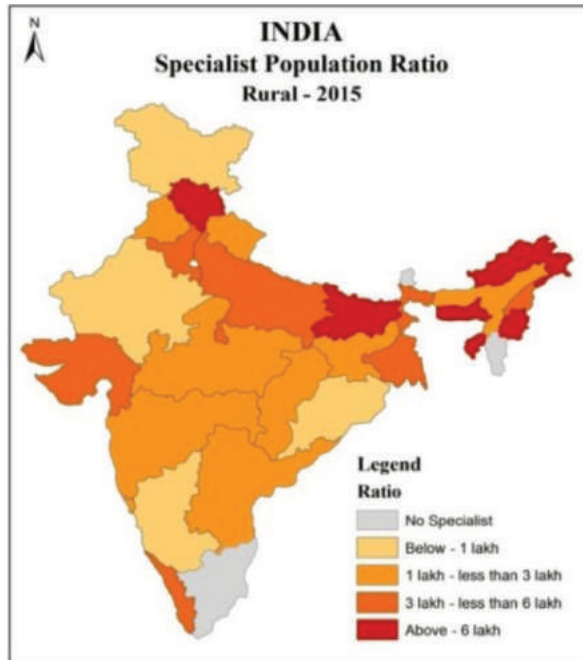 N
INDIA
Specialist Population Ratio
Rural - 2015
Legend
Ratio
No Specialist
Below - 1 lakh
1 lakh - less than 3 lakh
3 lakh - less than 6 lakh
Above - 6 lakh